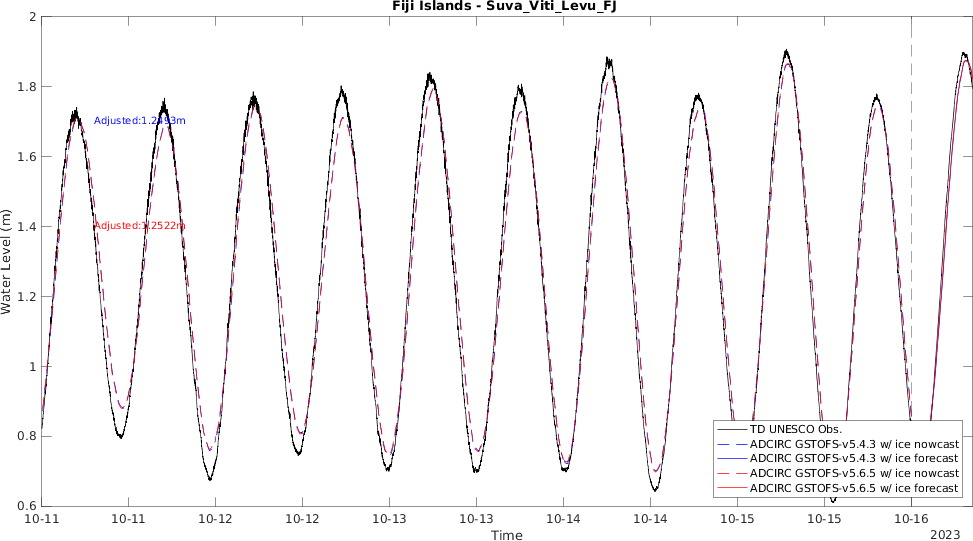 Fiji Islands - Suva_Viti_Levu_FJ
Water Level (m)
2
1.8
1.6
1.4
1.2
1
0.8
0.6
Adjusted:1.2493m
Adjusted:1.2522m
TD UNESCO Obs.
ADCIRC GSTOFS-v5.4.3 w/ ice nowcast
ADCIRC GSTOFS-v5.4.3 w/ ice forecast
ADCIRC GSTOFS-v5.6.5 w/ ice nowcast
ADCIRC GSTOFS-v5.6.5 w/ ice forecast
10-11 10-11 10-12 10-12 10-13 10-13 10-14 10-14 10-15 10-15 10-16
Time
2023